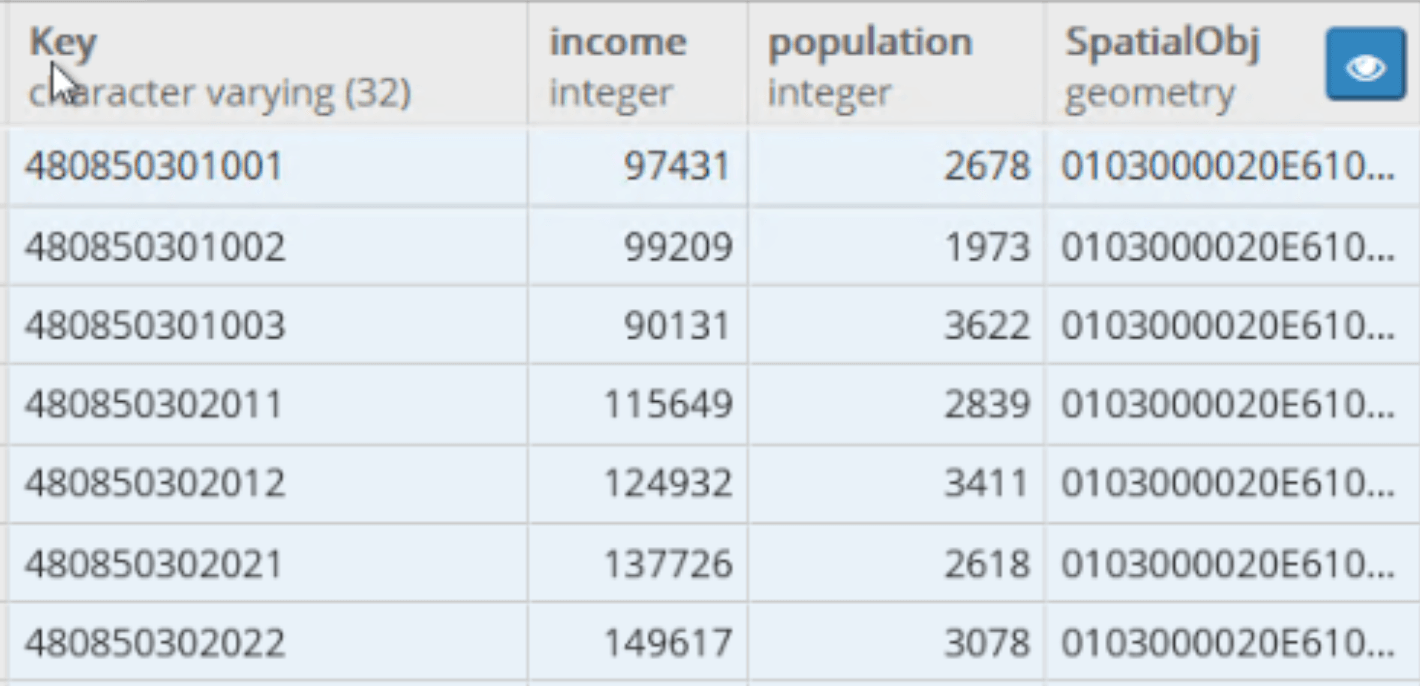 Key income population SpatialObj
character varying (32) integer integer geometry
480850301001 97431 2678 0103000020E610...
480850301002 99209 1973 0103000020E610...
480850301003 90131 3622 0103000020E610...
480850302011 115649 2839 0103000020E610...
480850302012 124932 3411 0103000020E610...
480850302021 137726 2618 0103000020E610...
480850302022 149617 3078 0103000020E610...